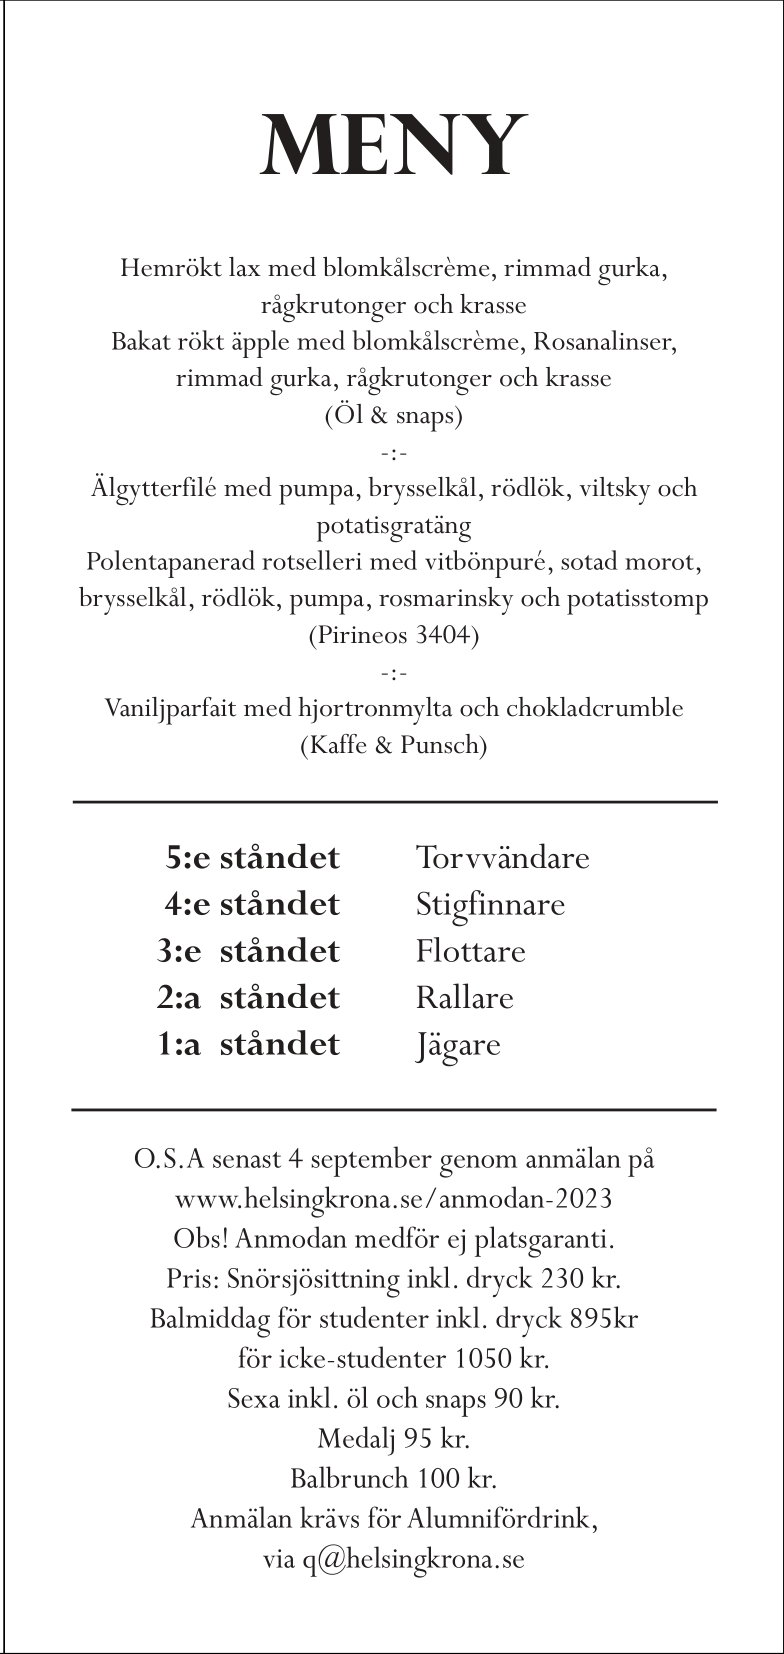 MENY
Hemrökt lax med blomkålscrème, rimmad gurka,
rågkrutonger och krasse
Bakat rökt äpple med blomkålscrème, Rosanalinser,
rimmad gurka, rågkrutonger och krasse
(Öl & snaps)
-:-
Älgytterfilé med pumpa, brysselkål, rödlök, viltsky och
potatisgratäng
Polentapanerad rotselleri med vitbönpuré, sotad morot,
brysselkål, rödlök, pumpa, rosmarinsky och potatisstomp
(Pirineos 3404)
-:-
Vaniljparfait med hjortronmylta och chokladcrumble
(Kaffe & Punsch)
5:e ståndet Torvvändare
4:e ståndet Stigfinnare
3:e ståndet Flottare
2:a ståndet Rallare
1:a ståndet Jägare
O.S.A senast 4 september genom anmälan på
www.helsingkrona.se/anmodan-2023
Obs! Anmodan medför ej platsgaranti.
Pris: Snörsjösittning inkl. dryck 230 kr.
Balmiddag för studenter inkl. dryck 895kr
för icke-studenter 1050 kr.
Sexa inkl. öl och snaps 90 kr.
Medalj 95 kr.
Balbrunch 100 kr.
Anmälan krävs för Alumnifördrink,
via q@helsingkrona.se